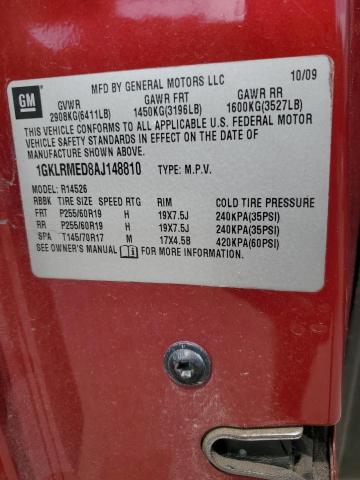 GM
MFD BY GENERAL MOTORS LLC 10/09
GVWR GAWR FRT GAWR RR
2908KG(6411LB) 1450KG(3196LB) 1600KG(3527LB)
THIS VEHICLE CONFORMS TO ALL APPLICABLE U.S. FEDERAL MOTOR
VEHICLE SAFETY STANDARDS IN EFFECT ON THE DATE OF
MANUFACTURE SHOWN ABOVE.
1GKLRMED8AJ148810 TYPE: M.P.V.
MODEL: R14526
RBBK TIRE SIZE SPEED RTG RIM COLD TIRE PRESSURE
FRT P255/60R19 H 19X7.5J 240KPA(35PSI)
RR P255/60R19 H 19X7.5J 240KPA(35PSI)
SPA T145/70R17 M 17X4.5B 420KPA(60PSI)
SEE OWNER'S MANUAL FOR MORE INFORMATION.